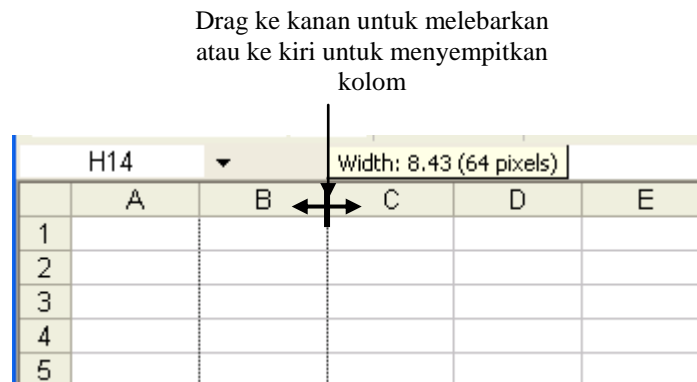 Drag ke kanan untuk melebarkan
atau ke kiri untuk menyempitkan
kolom
H14 Width: 8.43 (64 pixels)
A B C D E
1
2
3
4
5